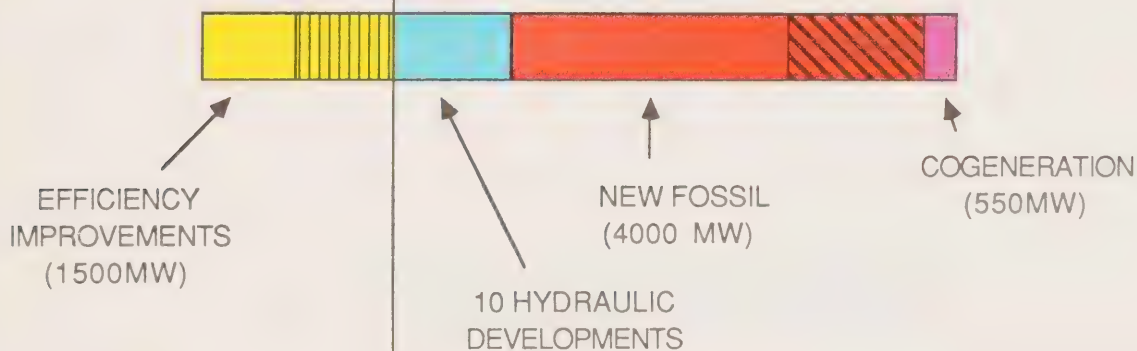 EFFICIENCY
IMPROVEMENTS
(1500MW)
10 HYDRAULIC
DEVELOPMENTS
NEW FOSSIL
(4000 MW)
COGENERATION
(550MW)